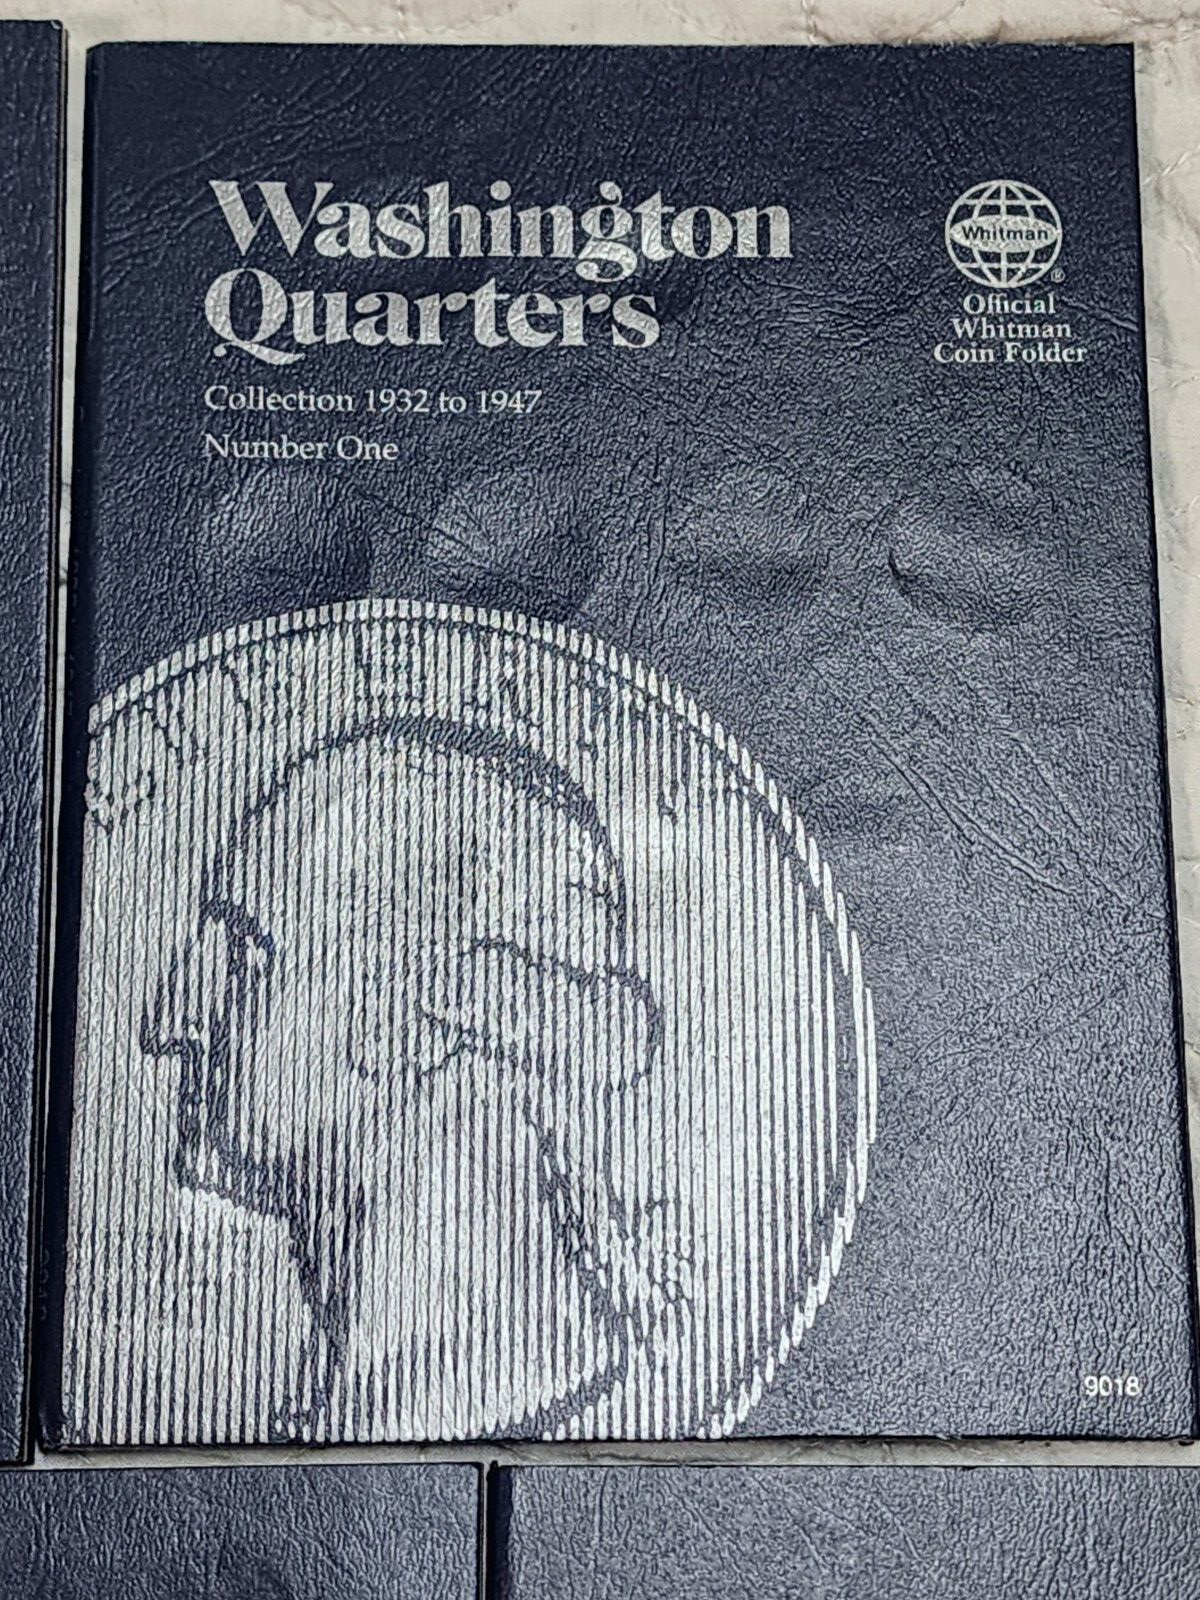 Washington
Quarters
Collection 1932 to 1947
Number One
Whitman
®
Official
Whitman
Coin Folder
9018